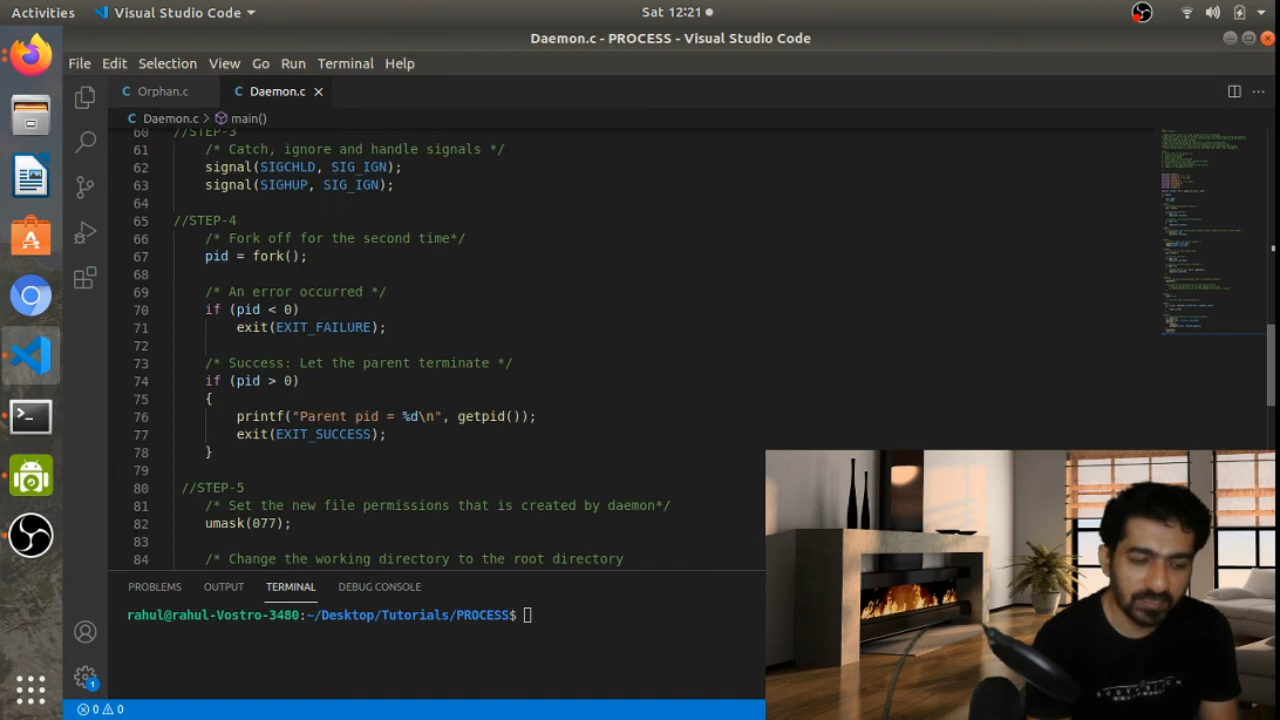 Activities
Visual Studio Code
Sat 12:21
Daemon.c - PROCESS - Visual Studio Code
File Edit Selection View Go Run Terminal Help
C Orphan.c
C Daemon.c
C Daemon.c > main()
60 //STEP-3
61 /* Catch, ignore and handle signals */
62 signal(SIGCHLD, SIG_IGN);
63 signal(SIGHUP, SIG_IGN);
64
65 //STEP-4
66 /* Fork off for the second time*/
67 pid = fork();
68
69 /* An error occurred */
70 if (pid < 0)
71 exit(EXIT_FAILURE);
72
73 /* Success: Let the parent terminate */
74 if (pid > 0)
75 {
76 printf("Parent pid = %d\n", getpid());
77 exit(EXIT_SUCCESS);
78 }
79
80 //STEP-5
81 /* Set the new file permissions that is created by daemon*/
82 umask(077);
83
84 /* Change the working directory to the root directory
PROBLEMS OUTPUT TERMINAL DEBUG CONSOLE
rahul@rahul-Vostro-3480:~/Desktop/Tutorials/PROCESS$
1
0 0